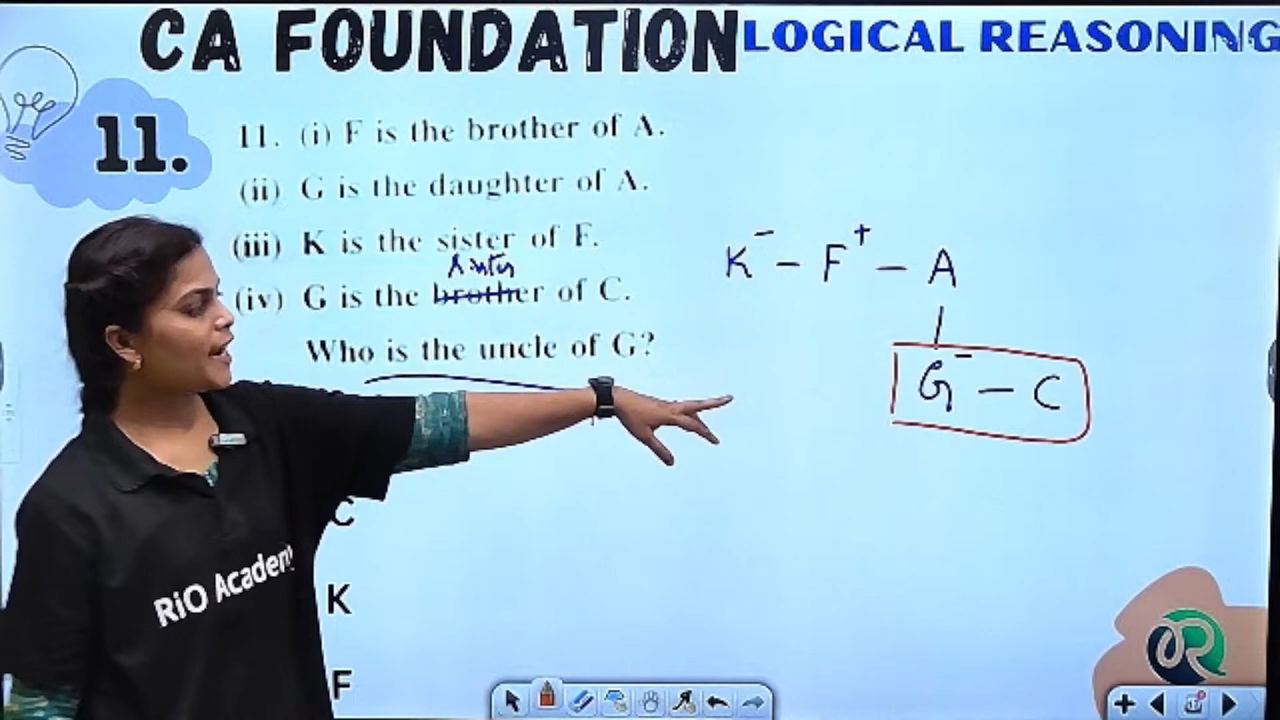 CA FOUNDATION LOGICAL REASONING
11.
11. (i) F is the brother of A.
(ii) G is the daughter of A.
(iii) K is the sister of F.
sister
(iv) G is the brother of C.
Who is the uncle of G?
K⁻ – F⁺ – A
G⁻ – C
C
K
F
RiO Academ